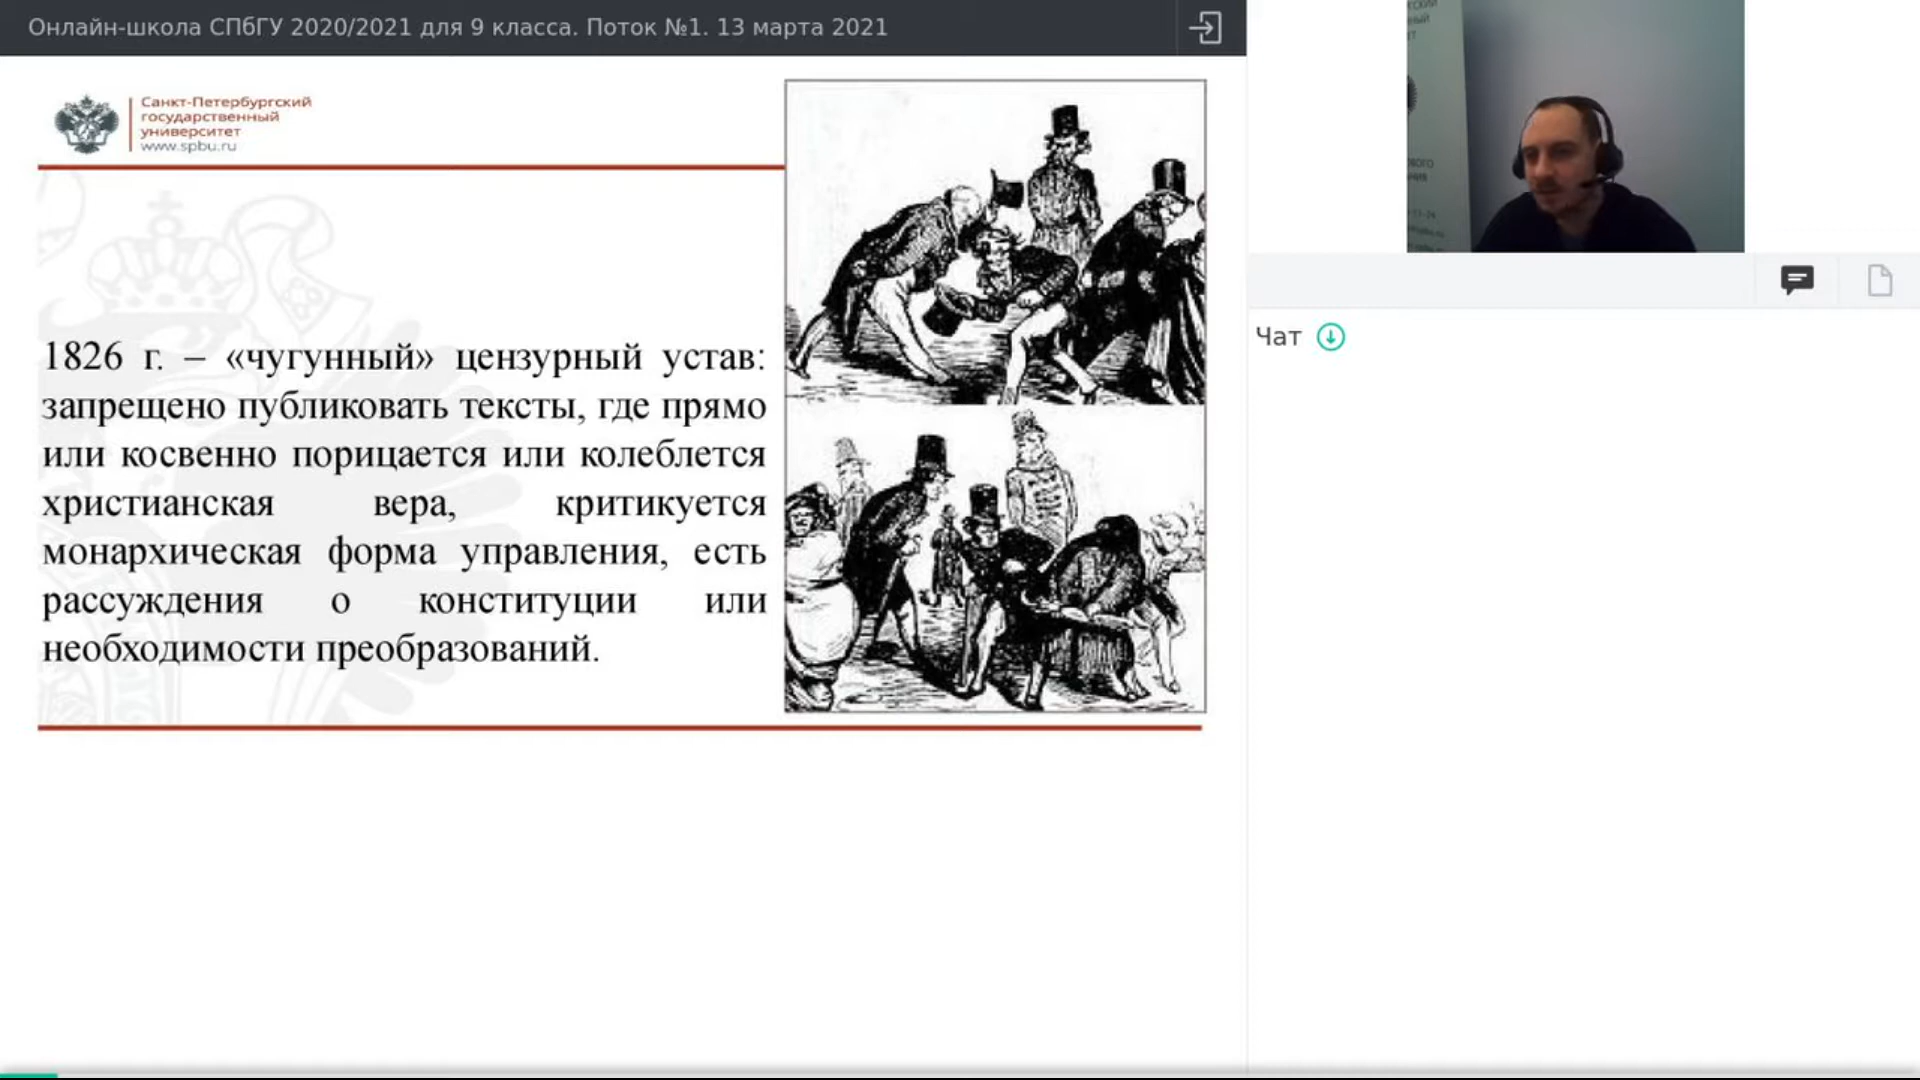 Онлайн-школа СПбГУ 2020/2021 для 9 класса. Поток №1. 13 марта 2021
Санкт-Петербургский
государственный
университет
www.spbu.ru
1826 г. – «чугунный» цензурный устав:
запрещено публиковать тексты, где прямо
или косвенно порицается или колеблется
христианская вера, критикуется
монархическая форма управления, есть
рассуждения о конституции или
необходимости преобразований.
Чат